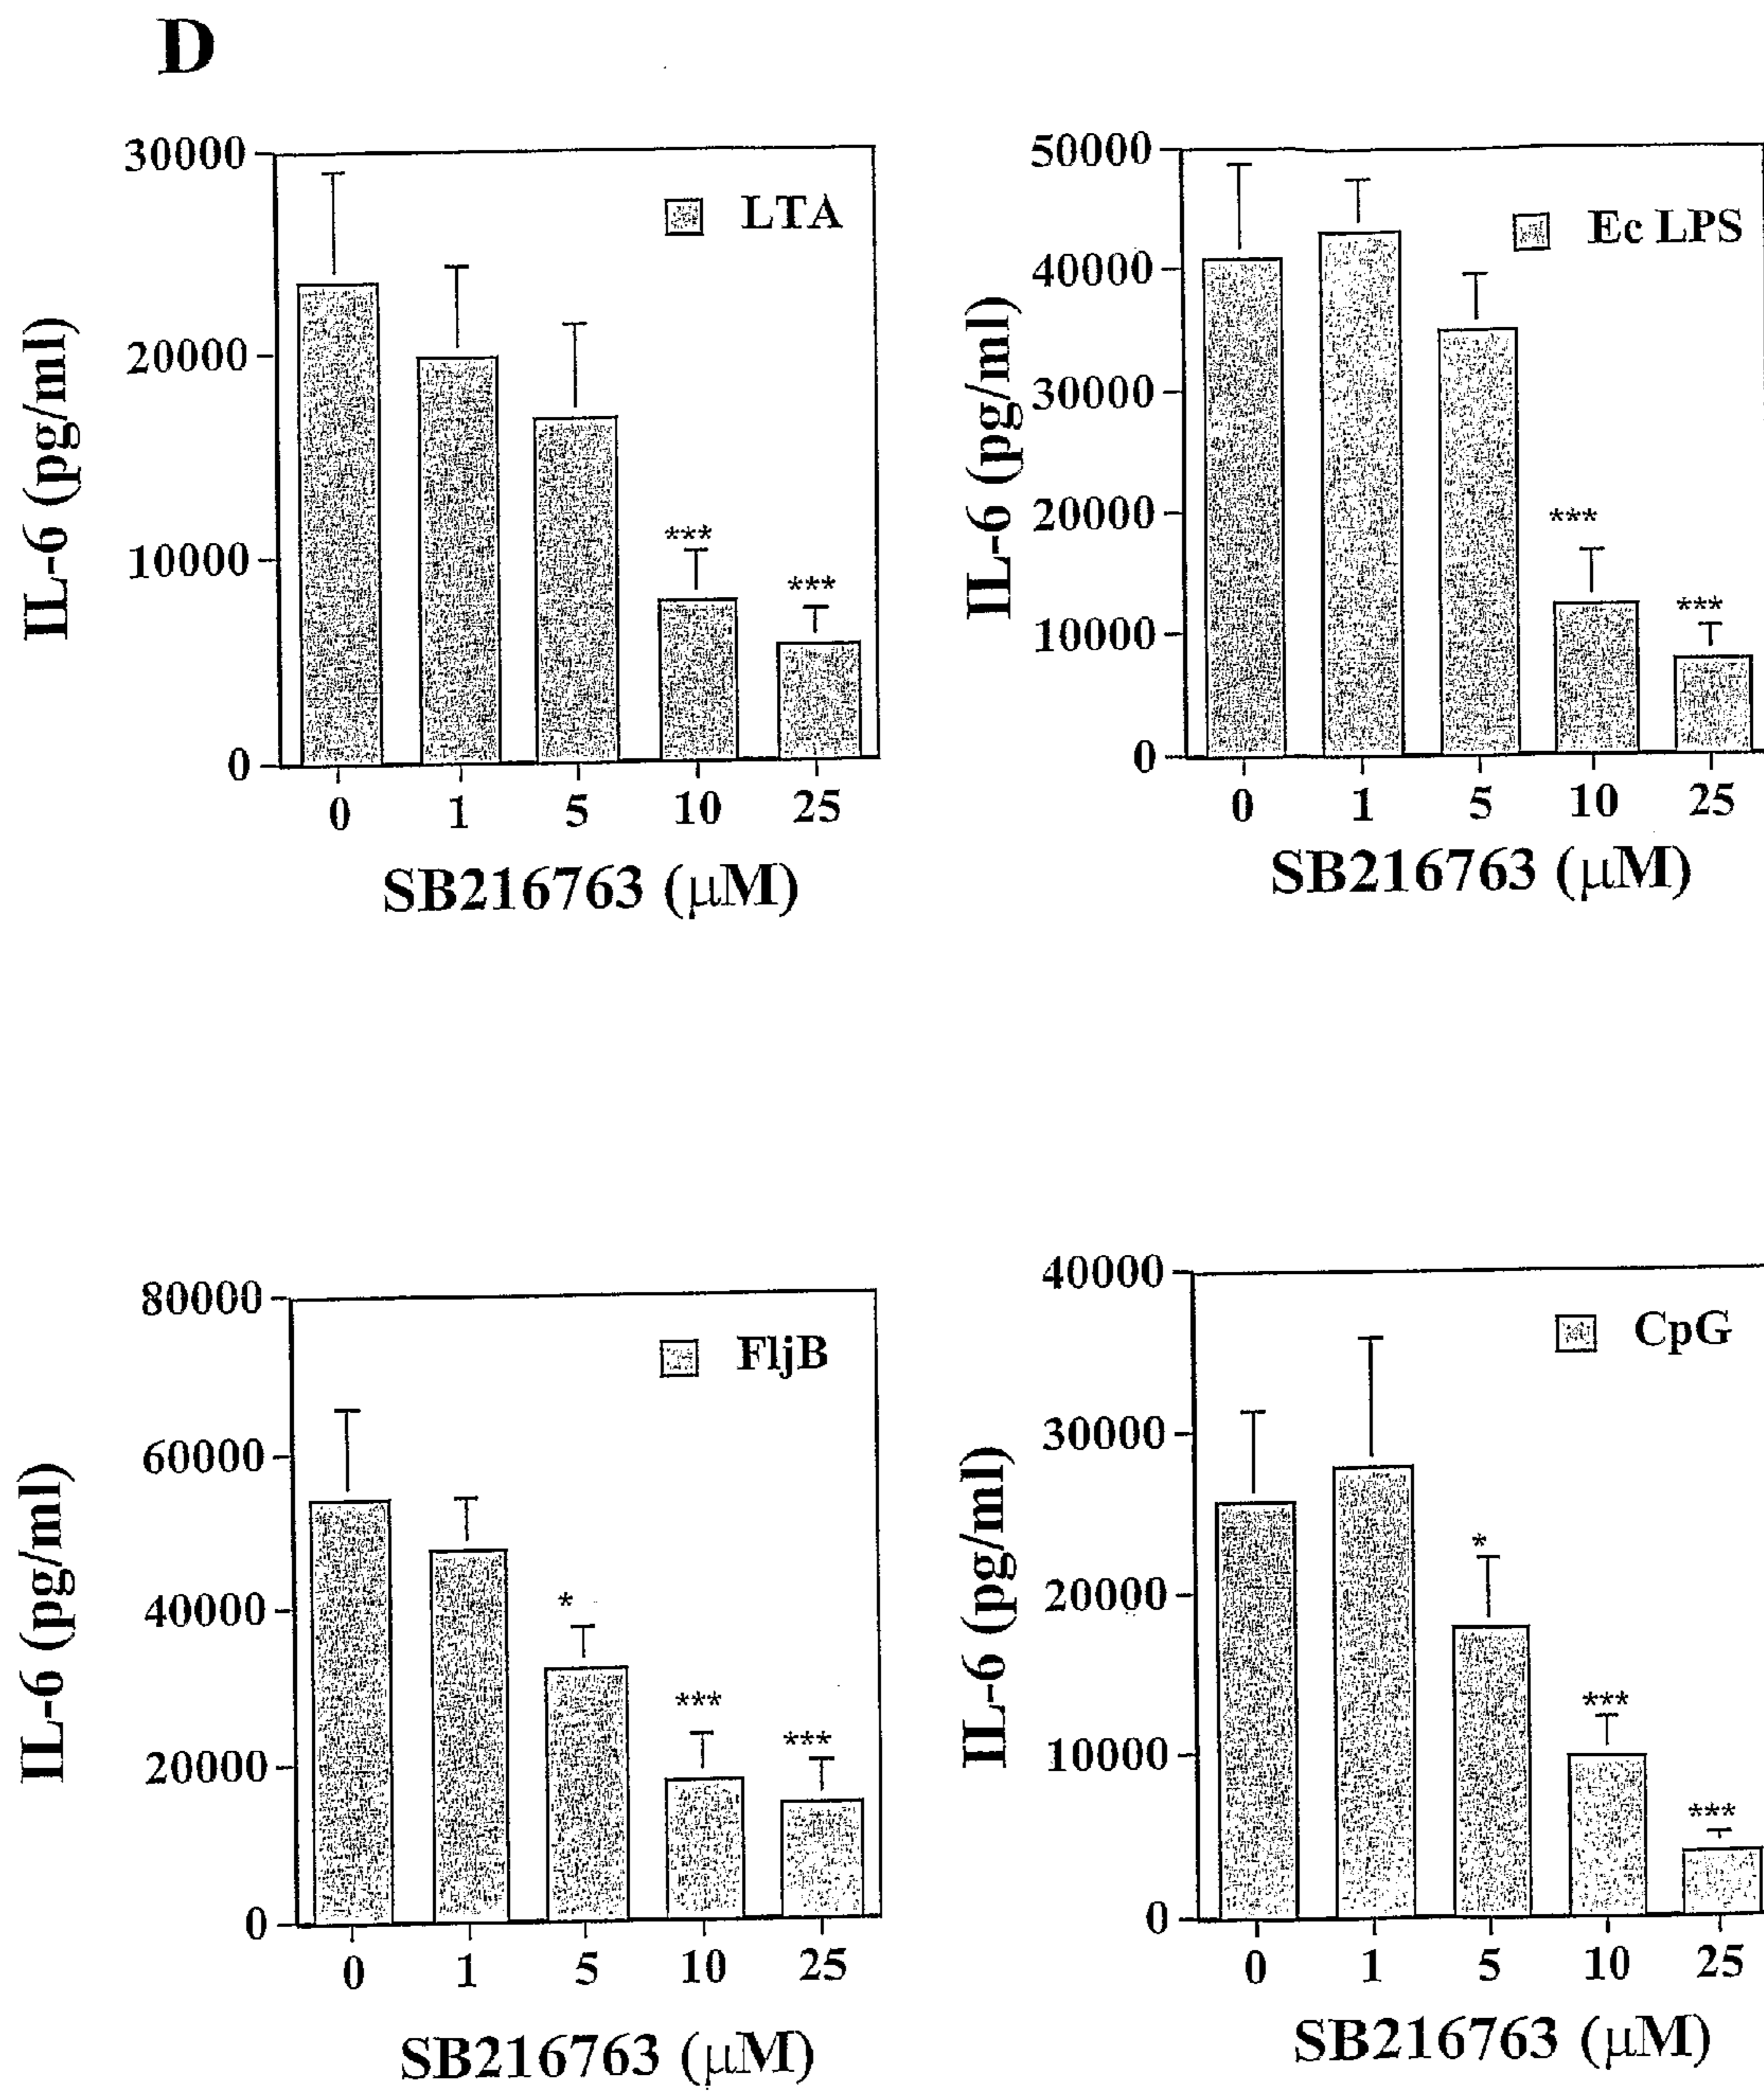 D
30000
20000
10000
0
IL-6 (pg/ml)
LTA
***
***
0 1 5 10 25
SB216763 (μM)
50000
40000
30000
20000
10000
0
IL-6 (pg/ml)
Ec LPS
***
***
0 1 5 10 25
SB216763 (μM)
80000
60000
40000
20000
0
IL-6 (pg/ml)
FljB
*
***
***
0 1 5 10 25
SB216763 (μM)
40000
30000
20000
10000
0
IL-6 (pg/ml)
CpG
*
***
***
0 1 5 10 25
SB216763 (μM)